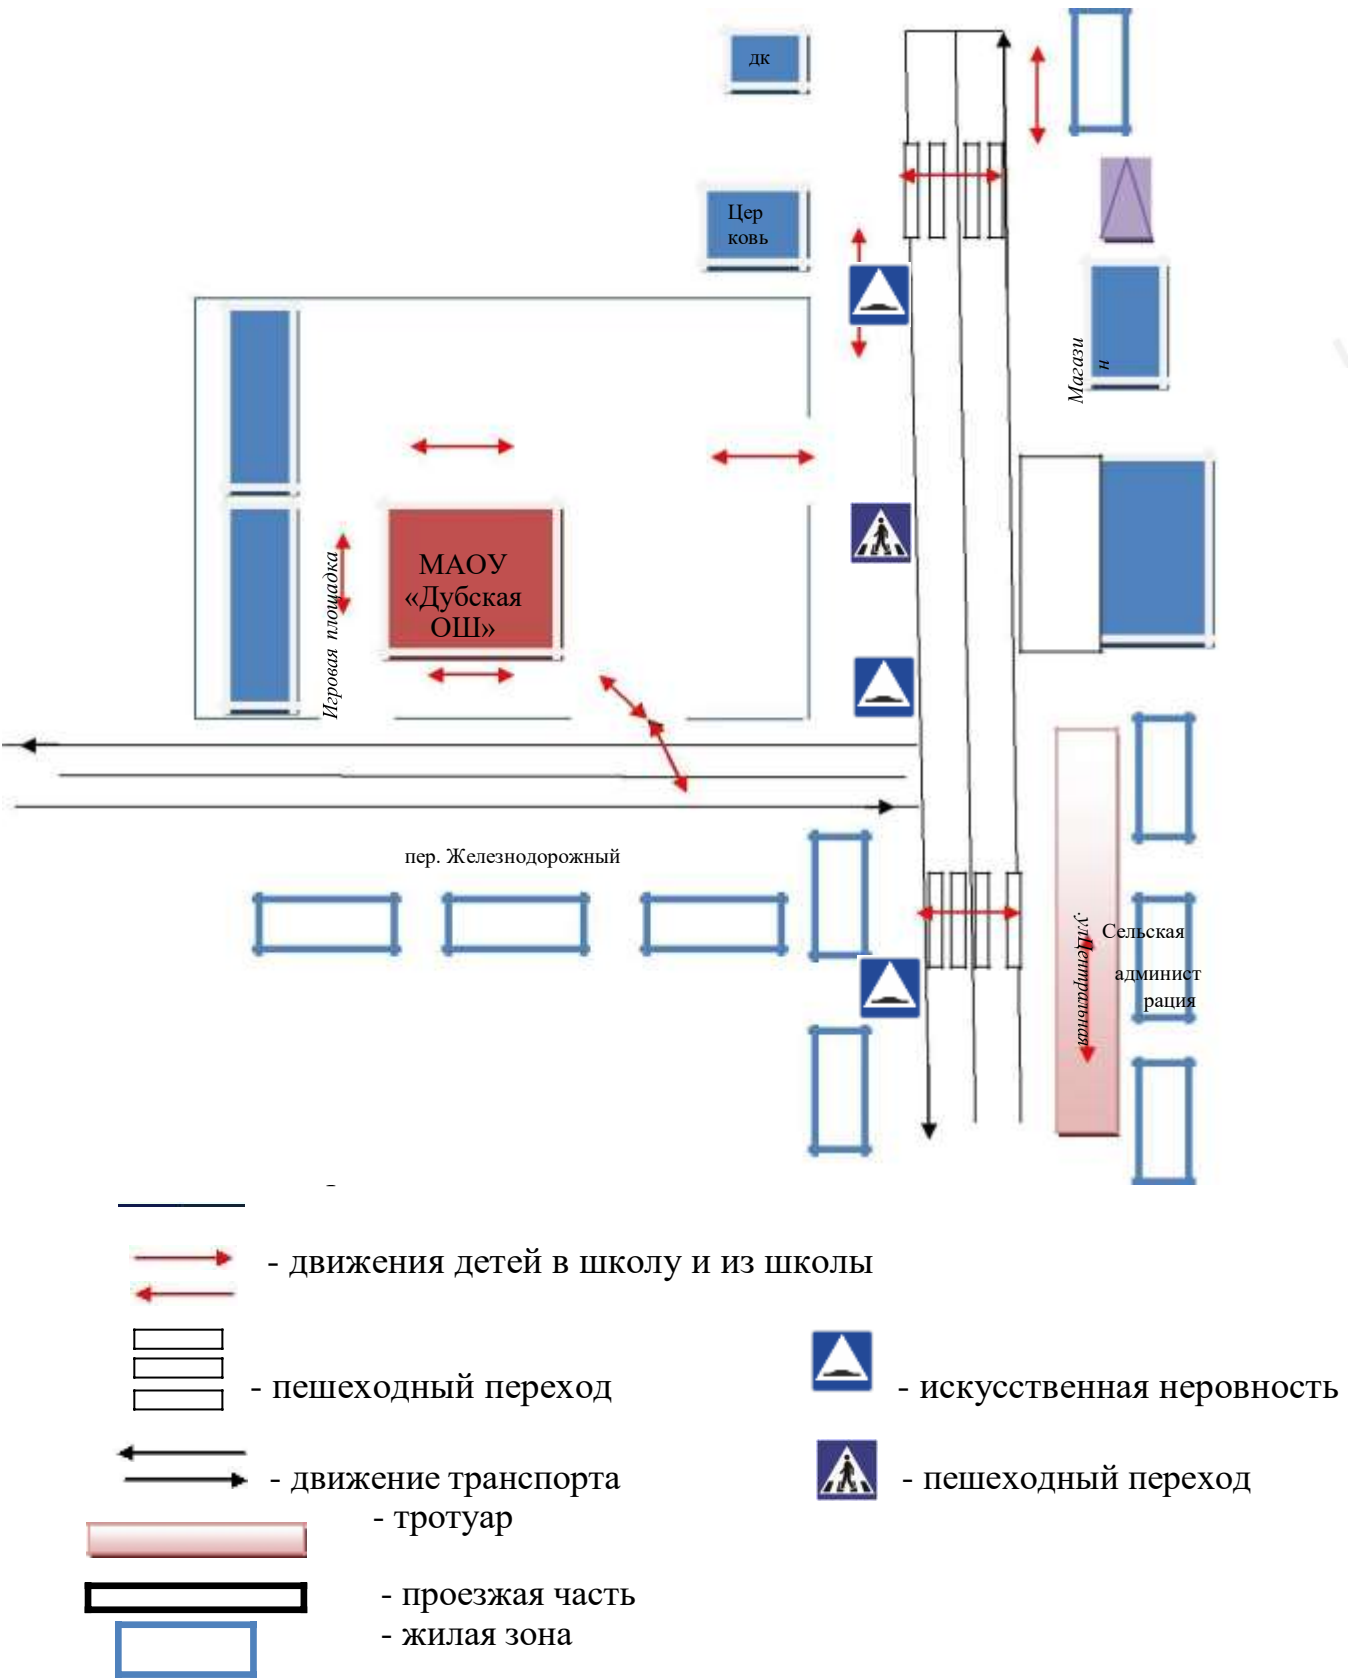 дк
Цер
ковь
Магази
н
МАОУ
«Дубская
ОШ»
Игровая площадка
пер. Железнодорожный
.ул
Центральная
Сельская
админист
рация
- движения детей в школу и из школы
- пешеходный переход
- искусственная неровность
- движение транспорта
- пешеходный переход
- тротуар
- проезжая часть
- жилая зона